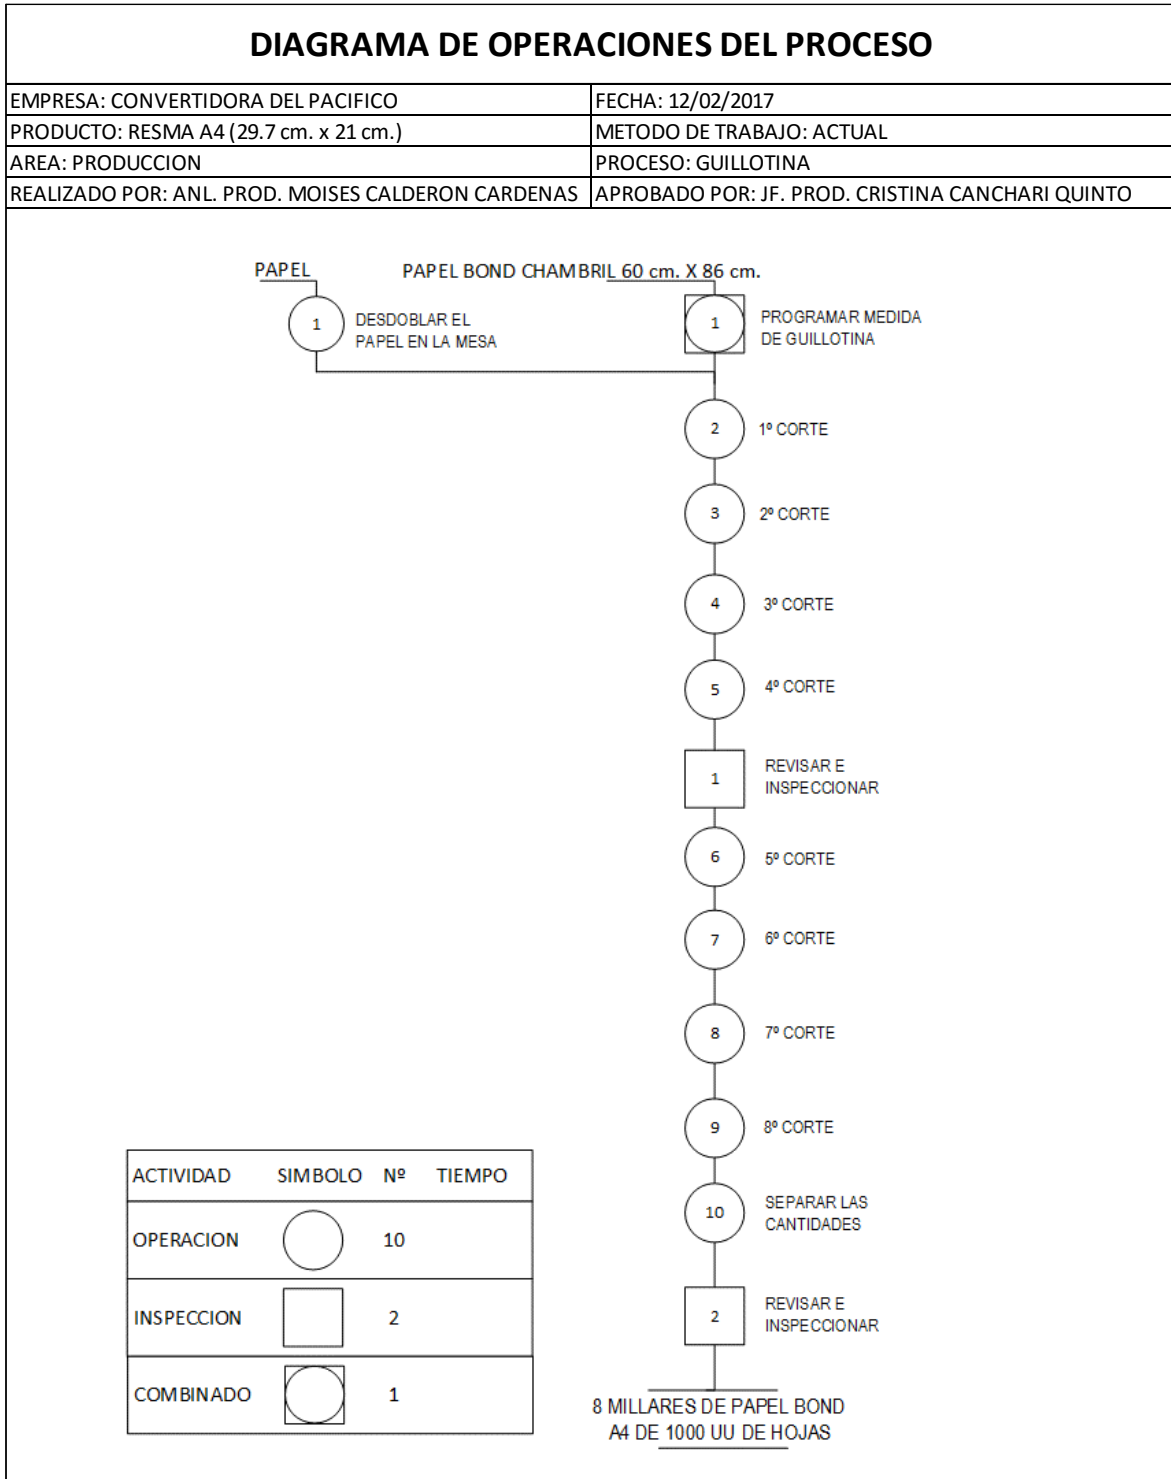 DIAGRAMA DE OPERACIONES DEL PROCESO
EMPRESA: CONVERTIDORA DEL PACIFICO
FECHA: 12/02/2017
PRODUCTO: RESMA A4 (29.7 cm. x 21 cm.)
METODO DE TRABAJO: ACTUAL
AREA: PRODUCCION
PROCESO: GUILLOTINA
REALIZADO POR: ANL. PROD. MOISES CALDERON CARDENAS
APROBADO POR: JF. PROD. CRISTINA CANCHARI QUINTO
PAPEL
PAPEL BOND CHAMBRIL 60 cm. X 86 cm.
1
DESDOBLAR EL
PAPEL EN LA MESA
1
PROGRAMAR MEDIDA
DE GUILLOTINA
2
1º CORTE
3
2º CORTE
4
3º CORTE
5
4º CORTE
1
REVISAR E
INSPECCIONAR
6
5º CORTE
7
6º CORTE
8
7º CORTE
9
8º CORTE
10
SEPARAR LAS
CANTIDADES
2
REVISAR E
INSPECCIONAR
8 MILLARES DE PAPEL BOND
A4 DE 1000 UU DE HOJAS
ACTIVIDAD SIMBOLO Nº TIEMPO
OPERACION 10
INSPECCION 2
COMBINADO 1